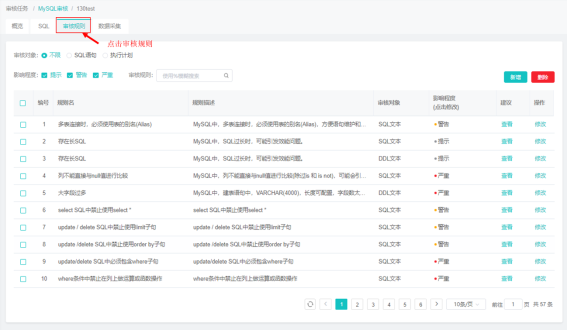 审核任务 / MySQL审核 / 138test
概览 SQL 审核规则 数据采集
点击审核规则
审核对象: 不限 SQL语句 执行计划
影响程度: 提示 警告 严重 审核规则: 使用%模糊搜索 新增 删除
编号 规则名 规则描述 审核对象 影响程度 建议 操作
(点击修改)
1 多表连接时、必须使用表的别名(Alias) MySQL中、多表连接时、必须使用表的别名(Alias)、方便语句维护和... SQL文本 警告 查看 修改
2 存在长SQL MySQL中、SQL过长时、可能引发效能问题。 SQL文本 提示 查看 修改
3 存在长SQL MySQL中、SQL过长时、可能引发效能问题。 DDL文本 提示 查看 修改
4 列不能直接与null值进行比较 MySQL中、列不能直接与null值进行比较(除过is 和 is not)、可能会引... SQL文本 严重 查看 修改
5 大字段过多 MySQL中、建表语句中、VARCHAR(4000)、长度可配置、字段数太... DDL文本 严重 查看 修改
6 select SQL中禁止使用select * select SQL中禁止使用select * SQL文本 警告 查看 修改
7 update / delete SQL中禁止使用limit子句 update / delete SQL中禁止使用limit子句 SQL文本 警告 查看 修改
8 update /delete SQL中禁止使用order by子句 update /delete SQL中禁止使用order by子句 SQL文本 警告 查看 修改
9 update/delete SQL中必须包含where子句 update/delete SQL中必须包含where子句 SQL文本 严重 查看 修改
10 where条件中禁止在列上做运算或函数操作 where条件中禁止在列上做运算或函数操作 SQL文本 严重 查看 修改
1 2 3 4 5 6 10条/页 前往 1 页 共 57 条